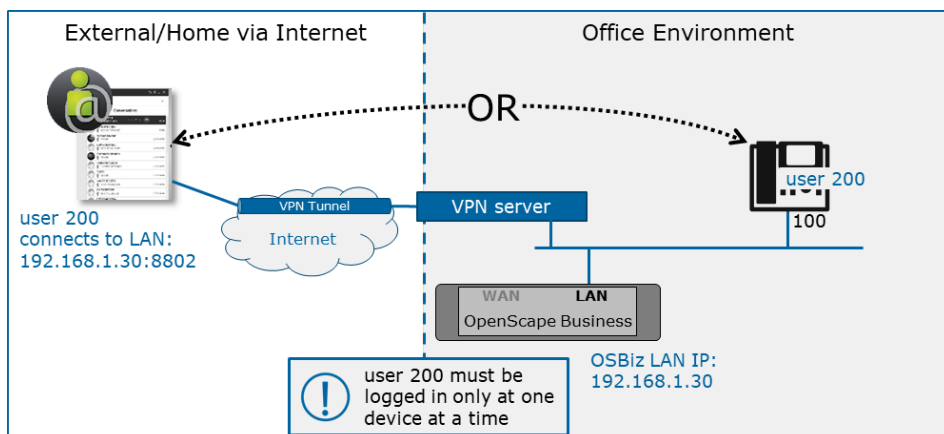 External/Home via Internet
Office Environment
OR
@
user 200
100
user 200
connects to LAN:
192.168.1.30:8802
VPN Tunnel
Internet
VPN server
WAN LAN
OpenScape Business
OSBiz LAN IP:
192.168.1.30
!
user 200 must be
logged in only at one
device at a time